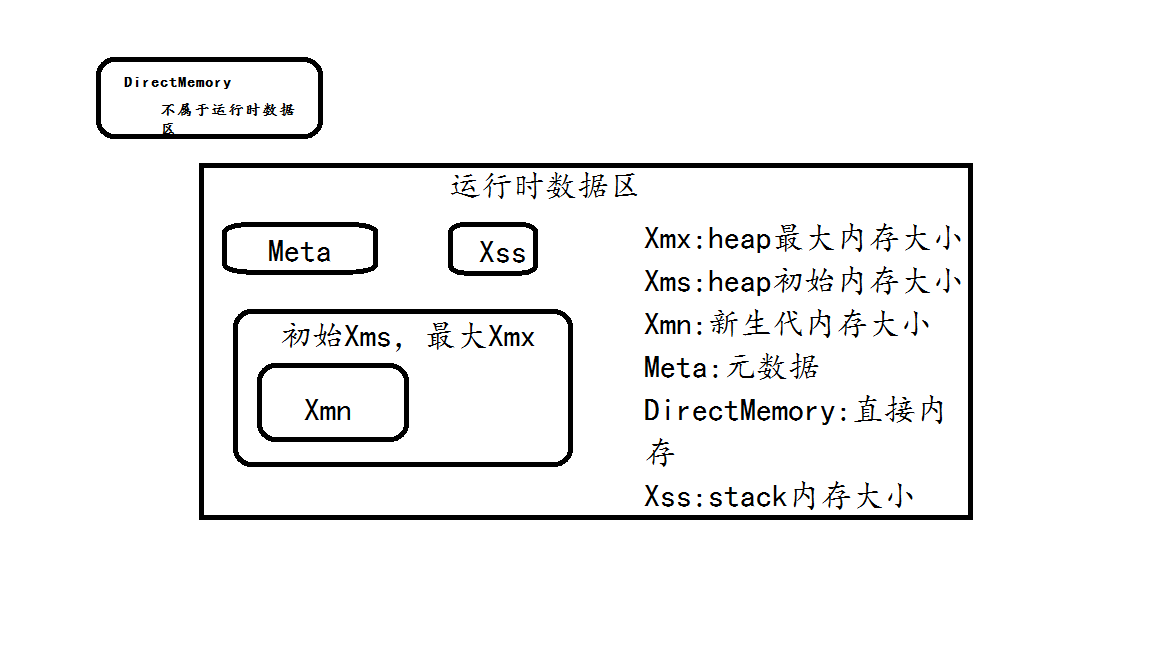 DirectMemory
不属于运行时数据
区
运行时数据区
Meta
Xss
初始Xms，最大Xmx
Xmn
Xmx:heap最大内存大小
Xms:heap初始内存大小
Xmn:新生代内存大小
Meta:元数据
DirectMemory:直接内
存
Xss:stack内存大小